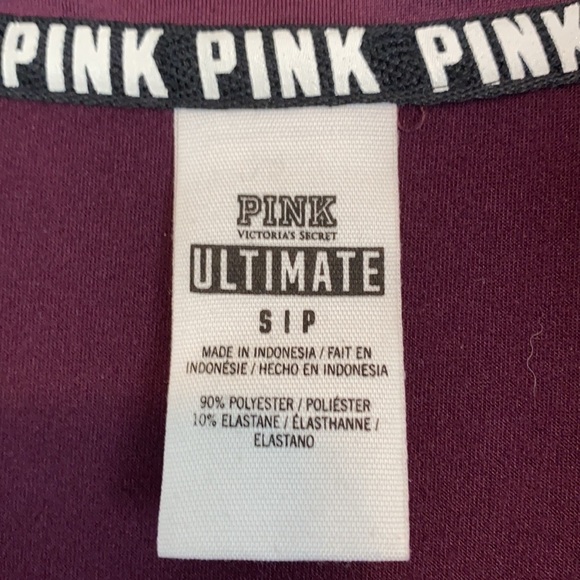 PINK PINK PINK
PINK
VICTORIA'S SECRET
ULTIMATE
S | P
MADE IN INDONESIA / FAIT EN
INDONÉSIE / HECHO EN INDONESIA
90% POLYESTER / POLIÉSTER
10% ELASTANE / ÉLASTHANNE /
ELASTANO